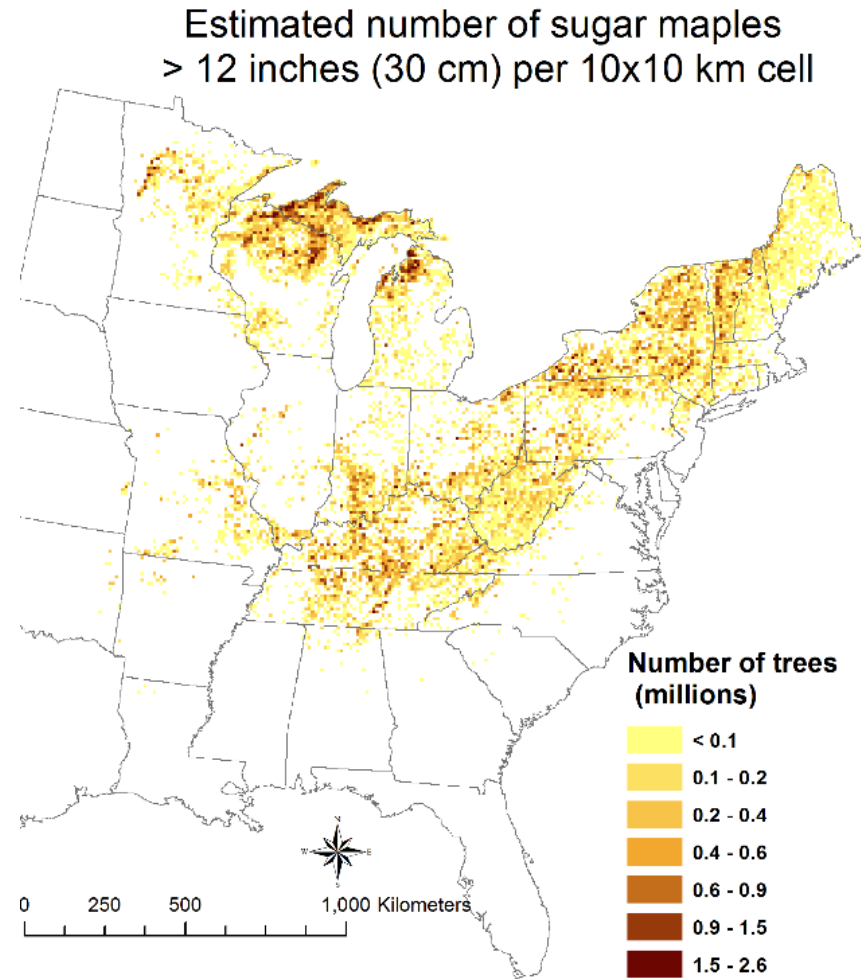 Estimated number of sugar maples
> 12 inches (30 cm) per 10x10 km cell
Number of trees
(millions)
< 0.1
0.1 - 0.2
0.2 - 0.4
0.4 - 0.6
0.6 - 0.9
0.9 - 1.5
1.5 - 2.6
N
W E
S
0 250 500 1,000 Kilometers